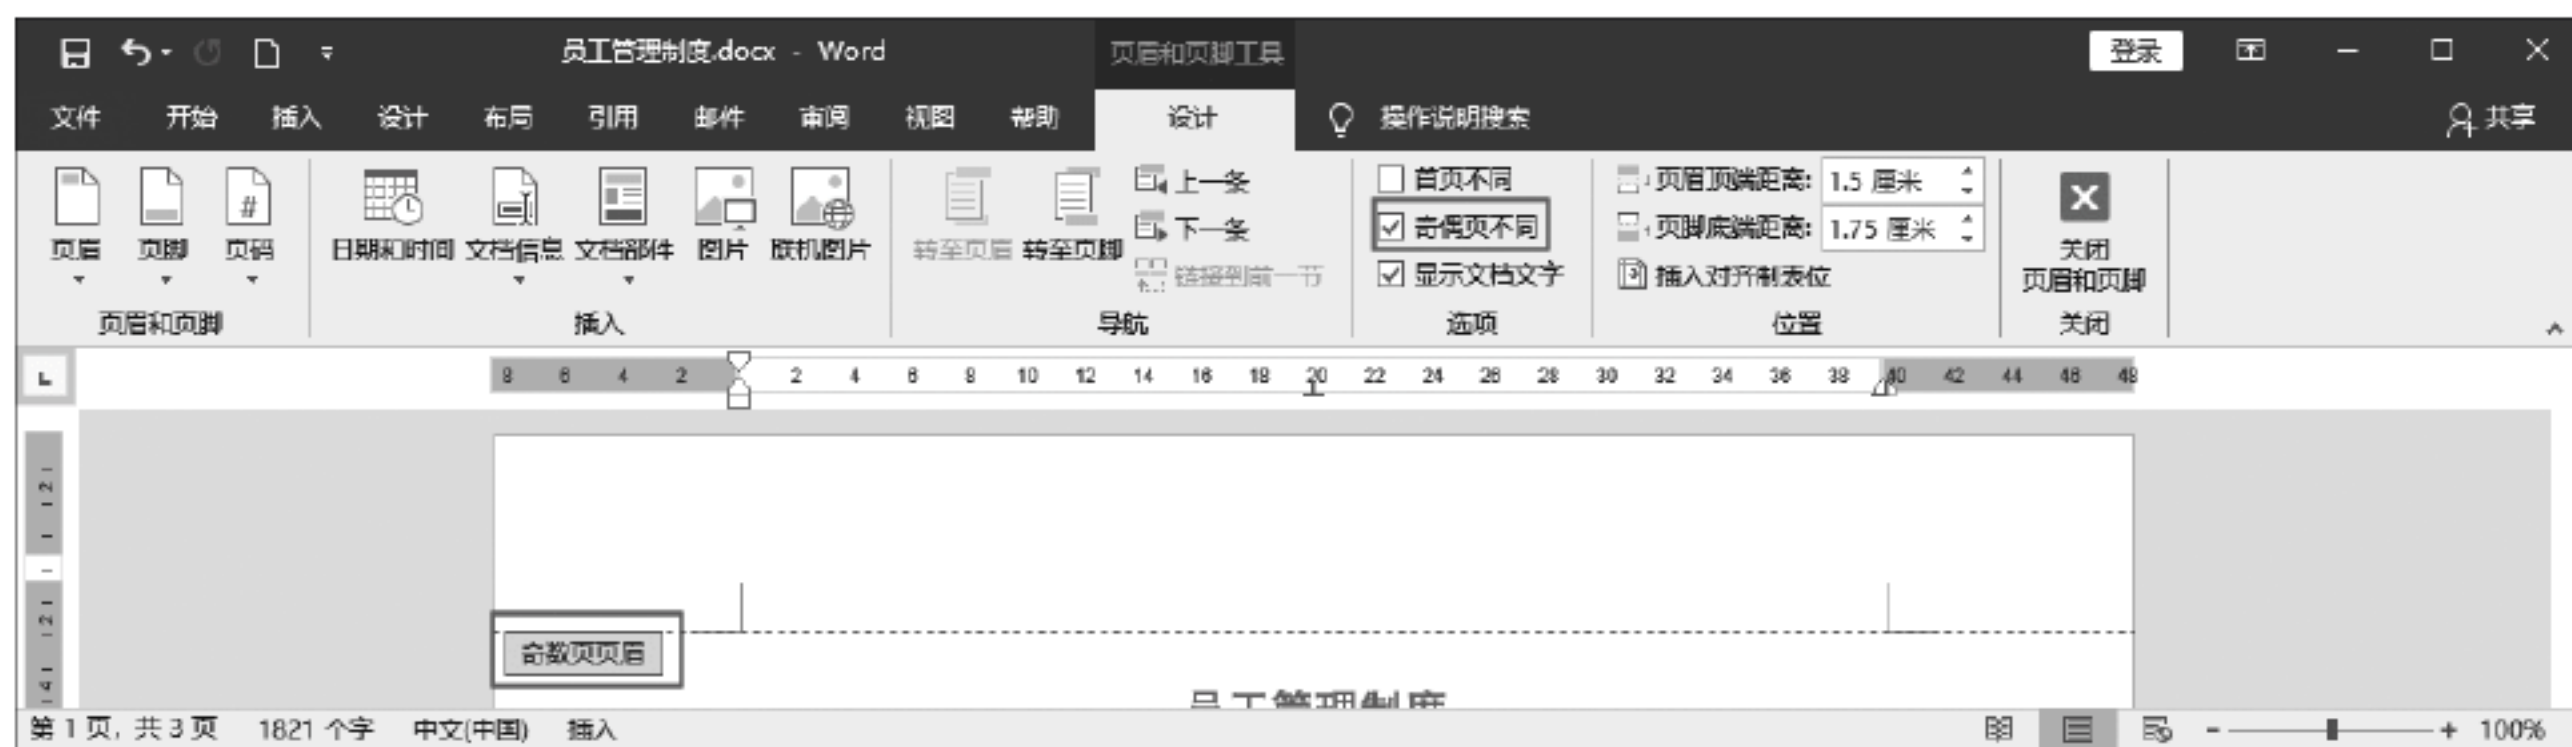 员工管理制度.docx - Word
页眉和页脚工具
登录
文件 开始 插入 设计 布局 引用 邮件 审阅 视图 帮助 设计 操作说明搜索 共享
页眉 页脚 页码 日期和时间 文档信息 文档部件 图片 联机图片 转至页眉 转至页脚
上一条
下一条
链接到前一节
首页不同
奇偶页不同
显示文档文字
页眉顶端距离: 1.5 厘米
页脚底端距离: 1.75 厘米
插入对齐制表位
关闭
页眉和页脚
页眉和页脚 插入 导航 选项 位置 关闭
8 6 4 2 2 4 6 8 10 12 14 16 18 20 22 24 26 28 30 32 34 36 38 40 42 44 46 48
2
2
4
奇数页页眉
员工管理制度
第 1 页, 共 3 页 1821 个字 中文(中国) 插入 100%